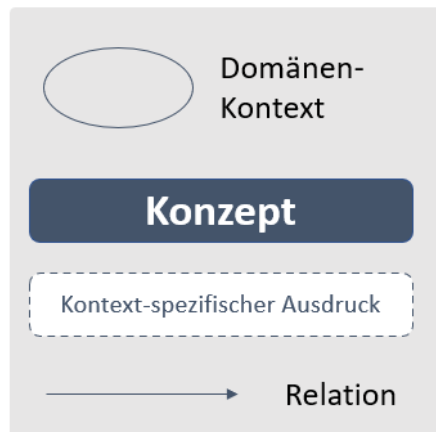 Domänen-
Kontext
Konzept
Kontext-spezifischer Ausdruck
Relation